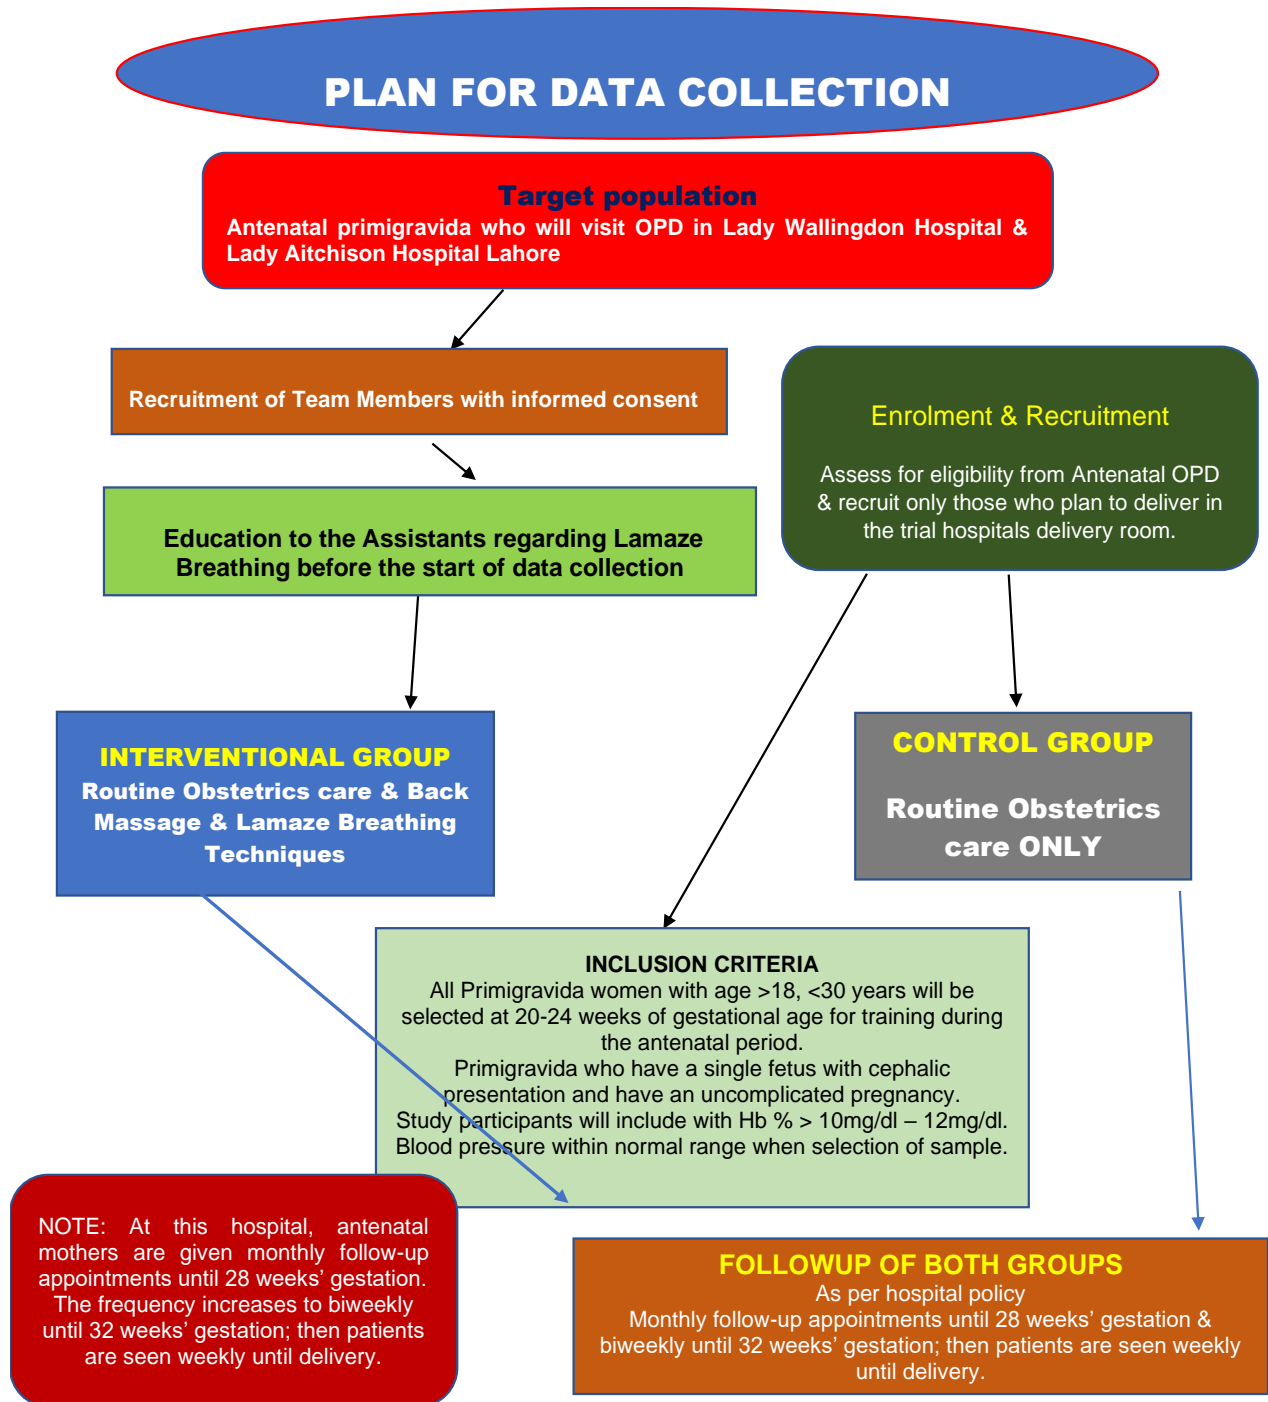 PLAN FOR DATA COLLECTION
Target population
Antenatal primigravida who will visit OPD in Lady Wallingdon Hospital &
Lady Aitchison Hospital Lahore
Recruitment of Team Members with informed consent
Enrolment & Recruitment
Assess for eligibility from Antenatal OPD
& recruit only those who plan to deliver in
the trial hospitals delivery room.
Education to the Assistants regarding Lamaze
Breathing before the start of data collection
INTERVENTIONAL GROUP
Routine Obstetrics care & Back
Massage & Lamaze Breathing
Techniques
CONTROL GROUP
Routine Obstetrics
care ONLY
INCLUSION CRITERIA
All Primigravida women with age >18, <30 years will be
selected at 20-24 weeks of gestational age for training during
the antenatal period.
Primigravida who have a single fetus with cephalic
presentation and have an uncomplicated pregnancy.
Study participants will include with Hb % > 10mg/dl – 12mg/dl.
Blood pressure within normal range when selection of sample.
NOTE: At this hospital, antenatal
mothers are given monthly follow-up
appointments until 28 weeks’ gestation.
The frequency increases to biweekly
until 32 weeks’ gestation; then patients
are seen weekly until delivery.
FOLLOWUP OF BOTH GROUPS
As per hospital policy
Monthly follow-up appointments until 28 weeks’ gestation &
biweekly until 32 weeks’ gestation; then patients are seen weekly
until delivery.